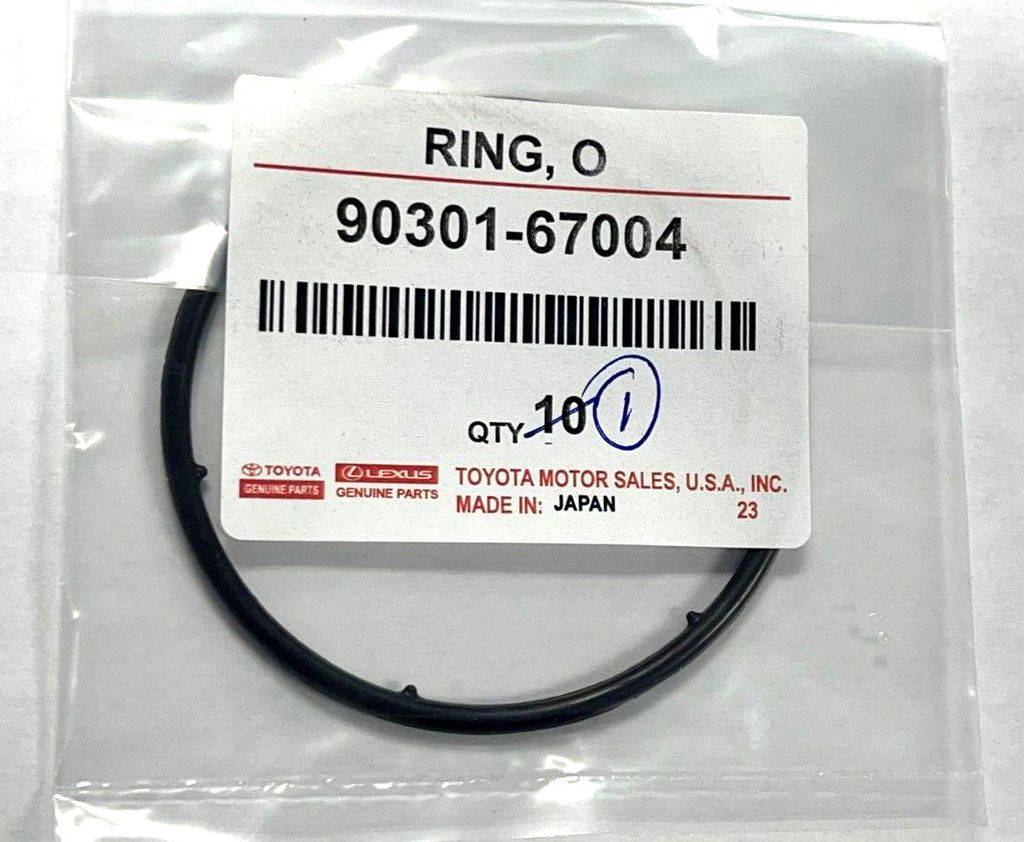 RING, O
90301-67004
QTY 10 1
TOYOTA LEXUS TOYOTA MOTOR SALES, U.S.A., INC.
GENUINE PARTS GENUINE PARTS MADE IN: JAPAN 23